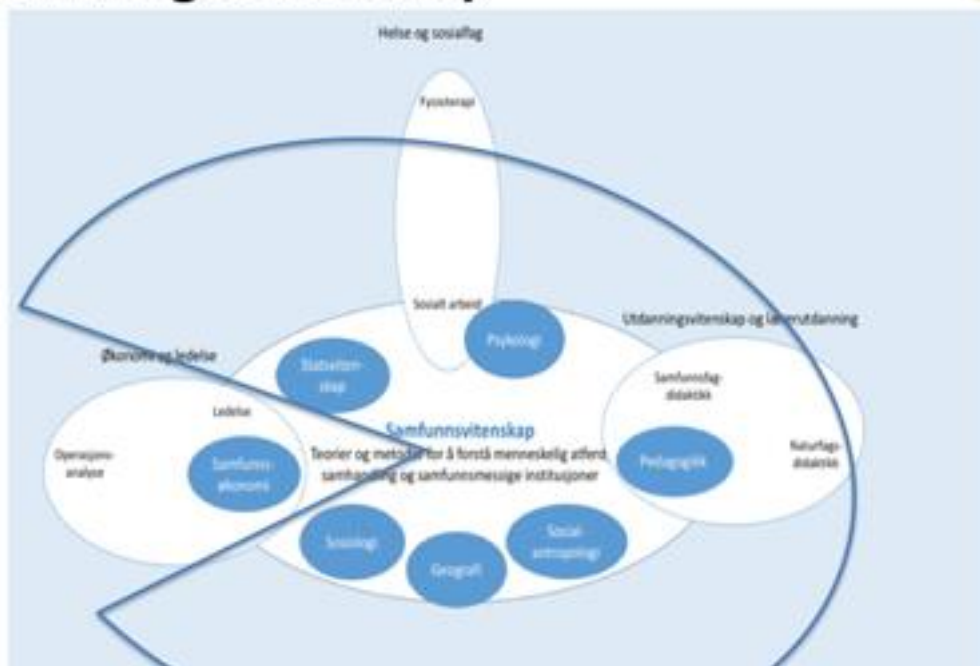 Helse og sosialfag
Fysioterapi
Sosialt arbeid
Psykologi
Utdanningsvitenskap og lærerutdanning
Økonomi og ledelse
Statsviten-
skap
Samfunnsfag-
didaktikk
Ledelse
Samfunnsvitenskap
Operasjons-
analyse
Samfunns-
økonomi
Teorier og metoder for å forstå menneskelig atferd
samhandling og samfunnsmessige institusjoner
Pedagogikk
Naturfags-
didaktikk
Sosiologi
Geografi
Sosial-
antropologi